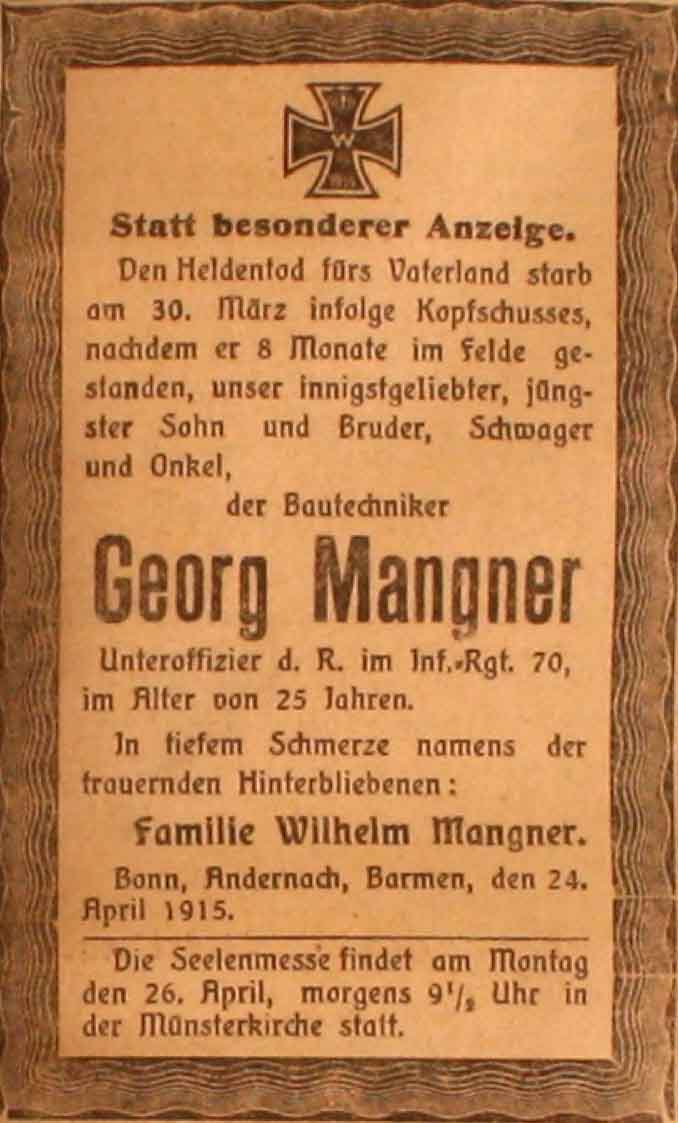 W
Statt besonderer Anzeige.
Den Heldentod fürs Vaterland starb
am 30. März infolge Kopfschusses,
nachdem er 8 Monate im Felde ge-
standen, unser innigstgeliebter, jüng-
ster Sohn und Bruder, Schwager
und Onkel,
der Bautechniker
Georg Mangner
Unteroffizier d. R. im Inf.-Rgt. 70,
im Alter von 25 Jahren.
In tiefem Schmerze namens der
trauernden Hinterbliebenen:
Familie Wilhelm Mangner.
Bonn, Andernach, Barmen, den 24.
April 1915.
Die Seelenmesse findet am Montag
den 26. April, morgens 9½ Uhr in
der Münsterkirche statt.